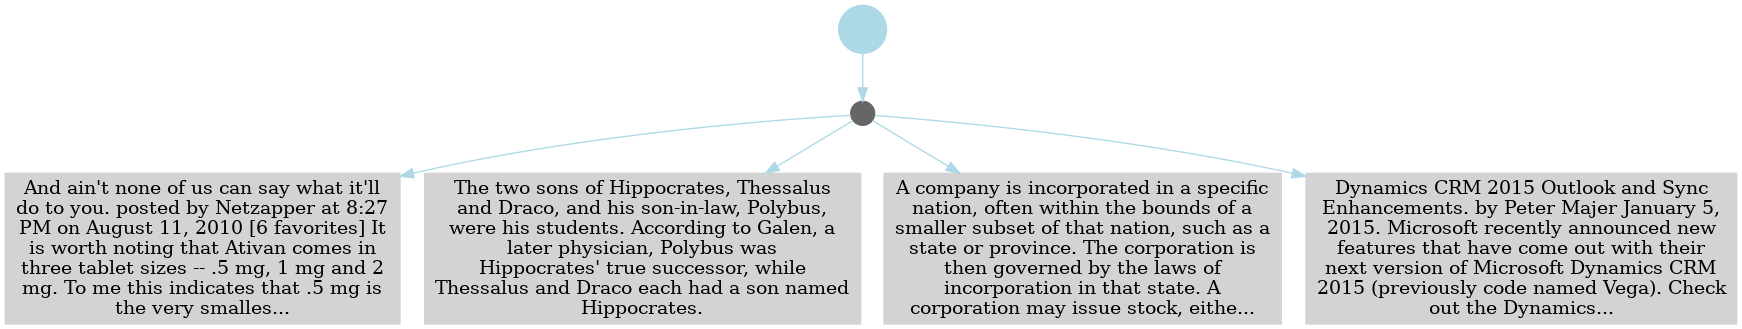 And ain't none of us can say what it'll
do to you. posted by Netzapper at 8:27
PM on August 11, 2010 [6 favorites] It
is worth noting that Ativan comes in
three tablet sizes -- .5 mg, 1 mg and 2
mg. To me this indicates that .5 mg is
the very smalles...
The two sons of Hippocrates, Thessalus
and Draco, and his son-in-law, Polybus,
were his students. According to Galen, a
later physician, Polybus was
Hippocrates' true successor, while
Thessalus and Draco each had a son named
Hippocrates.
A company is incorporated in a specific
nation, often within the bounds of a
smaller subset of that nation, such as a
state or province. The corporation is
then governed by the laws of
incorporation in that state. A
corporation may issue stock, eithe...
Dynamics CRM 2015 Outlook and Sync
Enhancements. by Peter Majer January 5,
2015. Microsoft recently announced new
features that have come out with their
next version of Microsoft Dynamics CRM
2015 (previously code named Vega). Check
out the Dynamics...